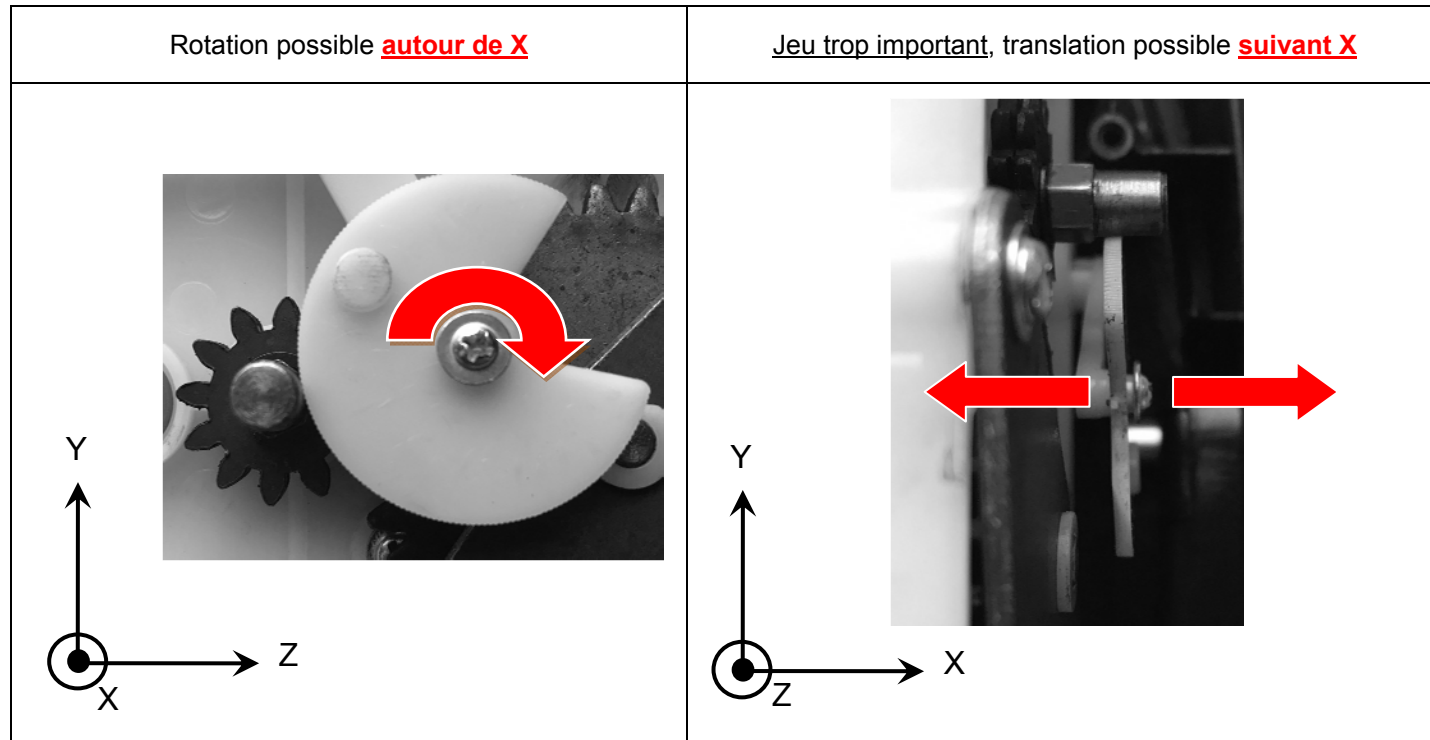 Rotation possible autour de X
Jeu trop important, translation possible suivant X
Y
Z
X
Y
X
Z